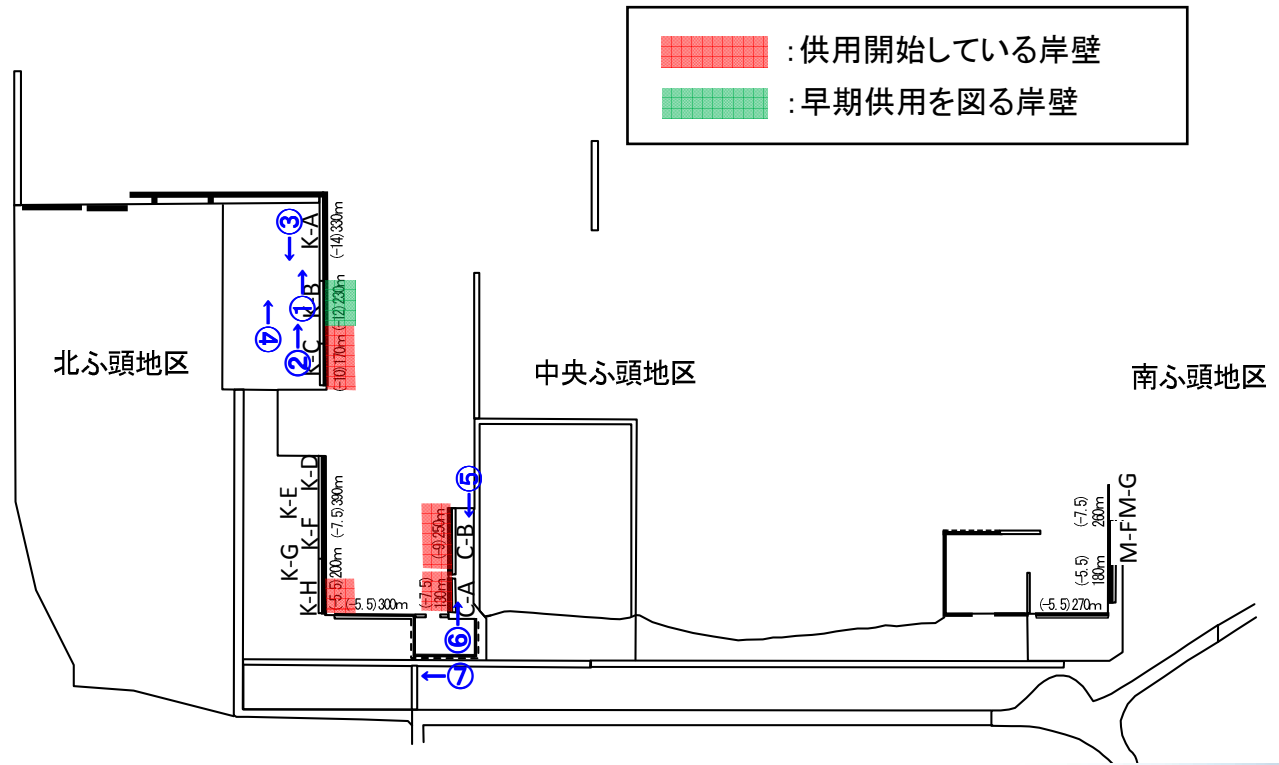 ：供用開始している岸壁
：早期供用を図る岸壁
北ふ頭地区
中央ふ頭地区
南ふ頭地区
③
K-A
(-14)330m
①
K-B
(-12)230m
④
②
K-C
(-10)170m
K-D
K-E
(-7.5)390m
K-F
K-G
K-H
(-5.5)200m
(-5.5)300m
⑤
C-B
(-9)250m
C-A
(-7.5)
130m
⑥
⑦
M-G
M-F
(-7.5)
260m
(-5.5)
180m
(-5.5)270m